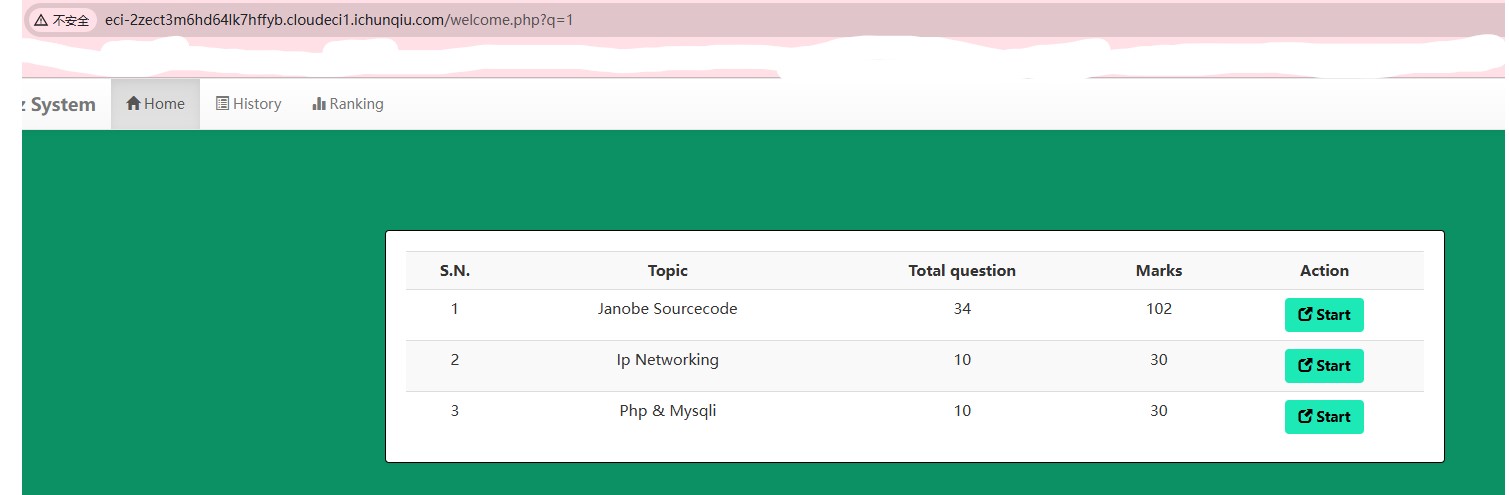 不安全 eci-2zect3m6hd64lk7hffyb.cloudeci1.ichunqiu.com/welcome.php?q=1
z System Home History Ranking
S.N. Topic Total question Marks Action
1 Janobe Sourcecode 34 102 Start
2 Ip Networking 10 30 Start
3 Php & Mysqli 10 30 Start